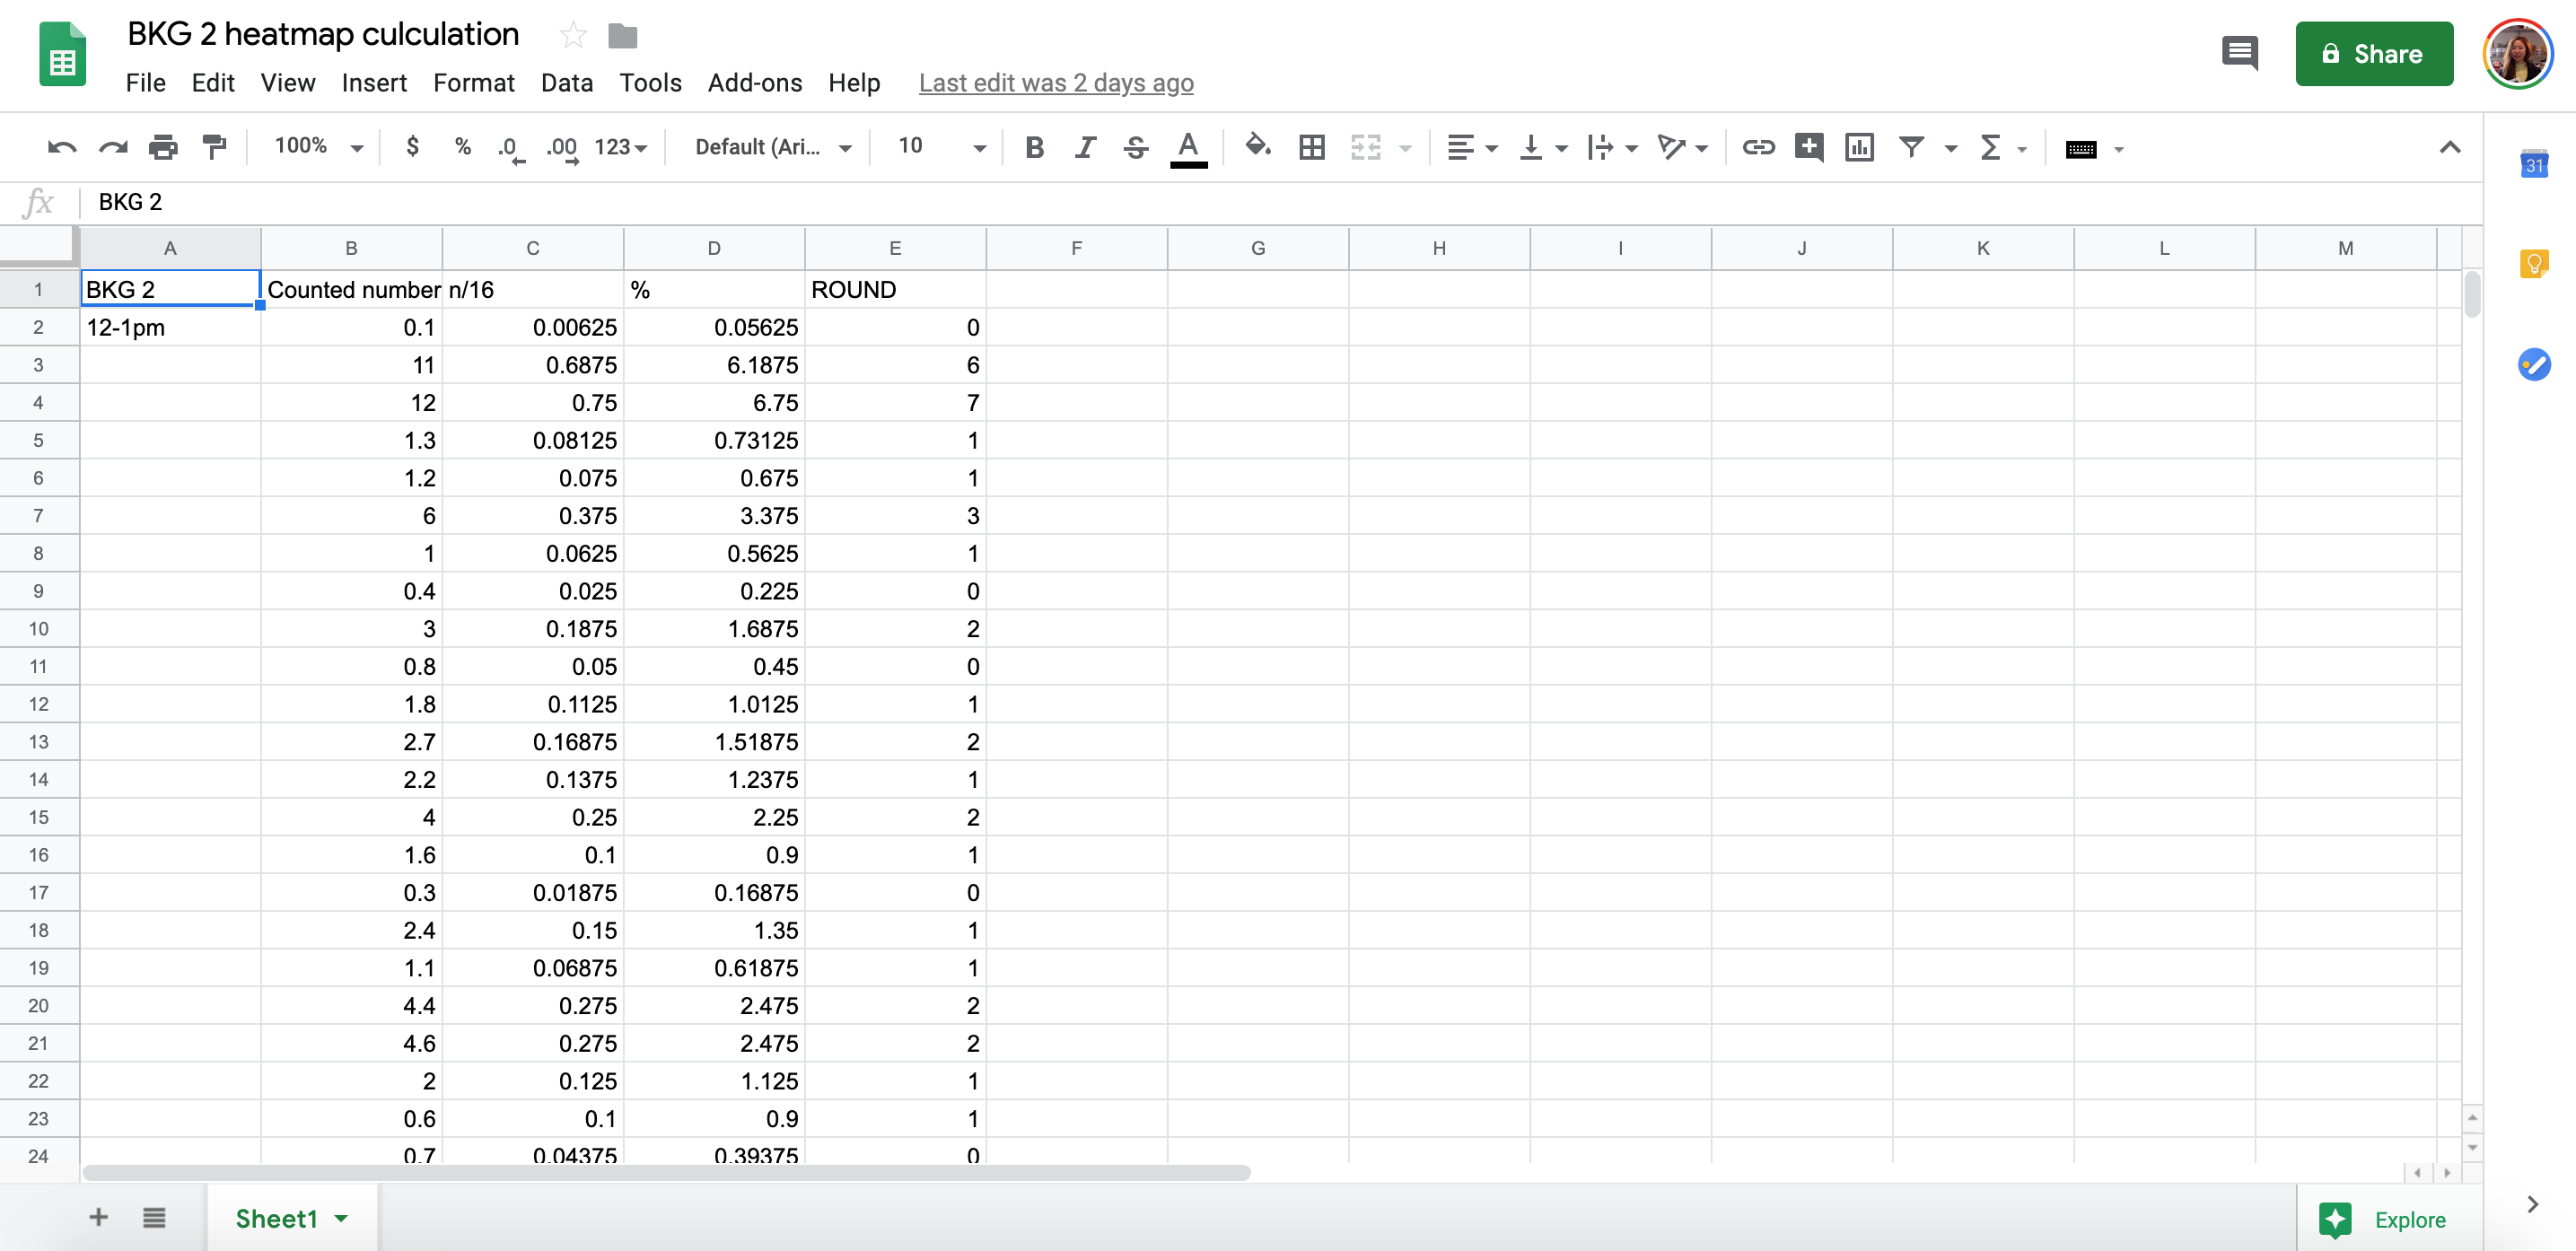 BKG 2 heatmap culculation
File Edit View Insert Format Data Tools Add-ons Help Last edit was 2 days ago
Share
100% $ % .0 .00 123 Default (Ari... 10 B I S A
31
fx BKG 2
A B C D E F G H I J K L M
1 BKG 2 Counted number n/16 % ROUND
2 12-1pm 0.1 0.00625 0.05625 0
3 11 0.6875 6.1875 6
4 12 0.75 6.75 7
5 1.3 0.08125 0.73125 1
6 1.2 0.075 0.675 1
7 6 0.375 3.375 3
8 1 0.0625 0.5625 1
9 0.4 0.025 0.225 0
10 3 0.1875 1.6875 2
11 0.8 0.05 0.45 0
12 1.8 0.1125 1.0125 1
13 2.7 0.16875 1.51875 2
14 2.2 0.1375 1.2375 1
15 4 0.25 2.25 2
16 1.6 0.1 0.9 1
17 0.3 0.01875 0.16875 0
18 2.4 0.15 1.35 1
19 1.1 0.06875 0.61875 1
20 4.4 0.275 2.475 2
21 4.6 0.275 2.475 2
22 2 0.125 1.125 1
23 0.6 0.1 0.9 1
24 0.7 0.04375 0.39375 0
Sheet1
Explore